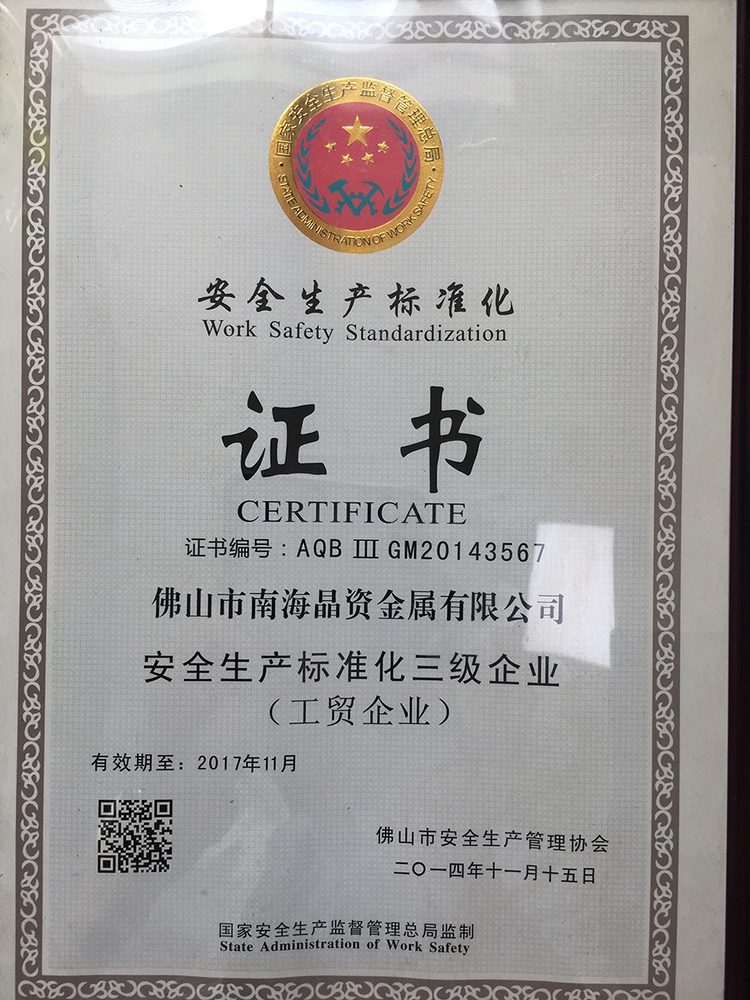 国家安全生产监督管理总局
STATE ADMINISTRATION OF WORK SAFETY
安全生产标准化
Work Safety Standardization
证书
CERTIFICATE
证书编号：AQB Ⅲ GM20143567
佛山市南海晶资金属有限公司
安全生产标准化三级企业
（工贸企业）
有效期至：2017年11月
佛山市安全生产管理协会
二〇一四年十一月十五日
国家安全生产监督管理总局监制
State Administration of Work Safety